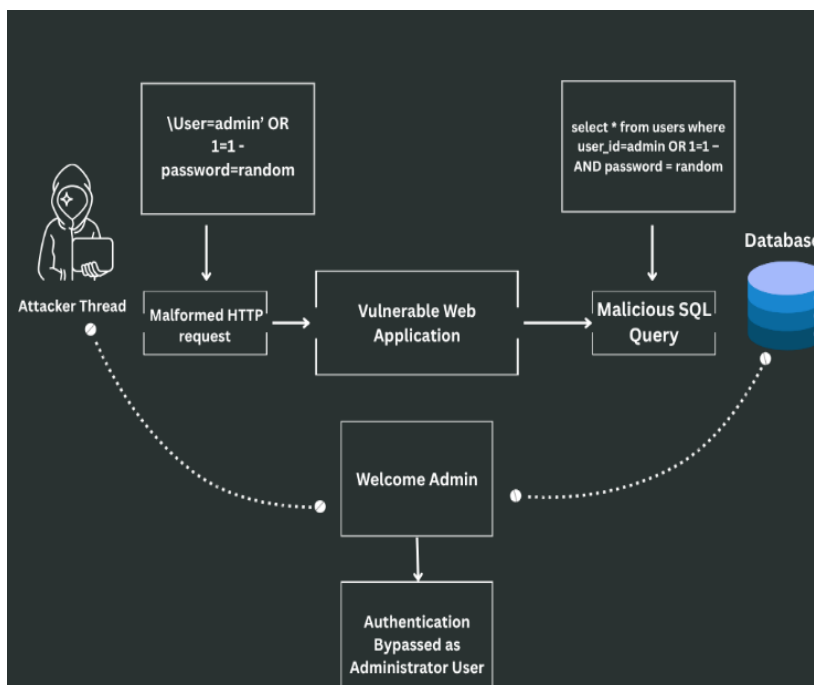 \User=admin’ OR
1=1 -
password=random
select * from users where
user_id=admin OR 1=1 –
AND password = random
Database
Attacker Thread
Malformed HTTP
request
Vulnerable Web
Application
Malicious SQL
Query
Welcome Admin
Authentication
Bypassed as
Administrator User